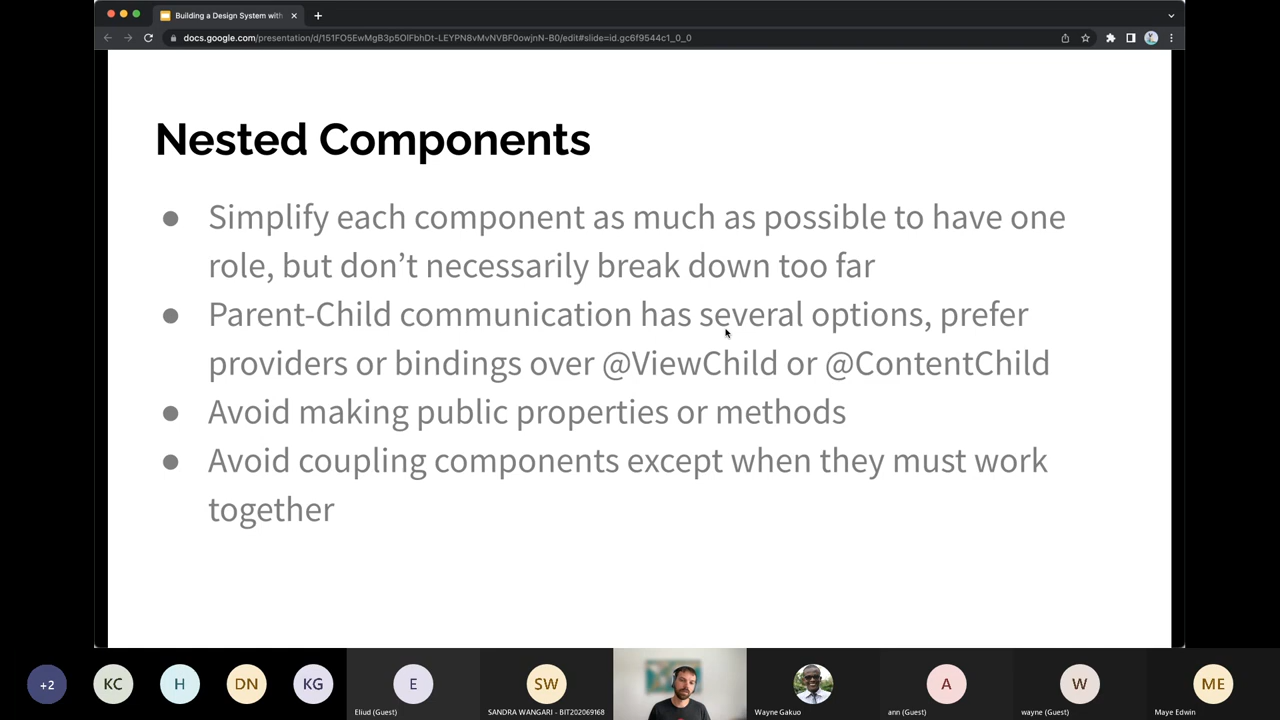 Building a Design System with
docs.google.com/presentation/d/151FO5EwMgB3p5OIFbhDt-LEYPN8vMvNVBF0owjnN-B0/edit#slide=id.gc6f9544c1_0_0
Nested Components
● Simplify each component as much as possible to have one
role, but don’t necessarily break down too far
● Parent-Child communication has several options, prefer
providers or bindings over @ViewChild or @ContentChild
● Avoid making public properties or methods
● Avoid coupling components except when they must work
together
+2
KC
H
DN
KG
E
SW
A
W
ME
Eliud (Guest)
SANDRA WANGARI - BIT202069168
Wayne Gakuo
ann (Guest)
wayne (Guest)
Maye Edwin